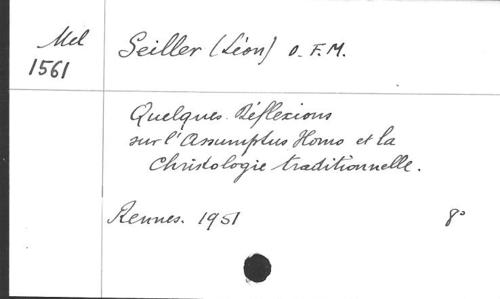 Mel
1561
Seiller (Léon) O.F.M.
Quelques Réflexions
sur l'Assumptus Homo et la
Christologie traditionnelle.
Rennes. 1951
8°